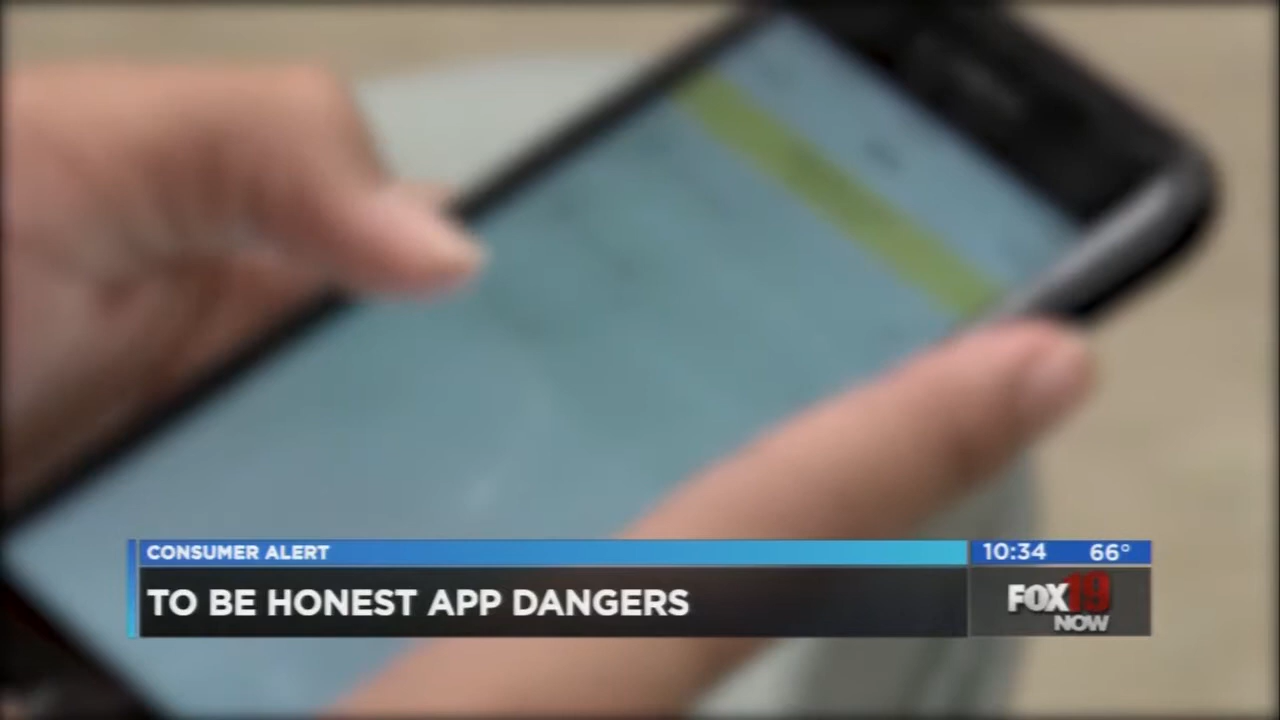 CONSUMER ALERT
10:34 66°
TO BE HONEST APP DANGERS
FOX19
NOW